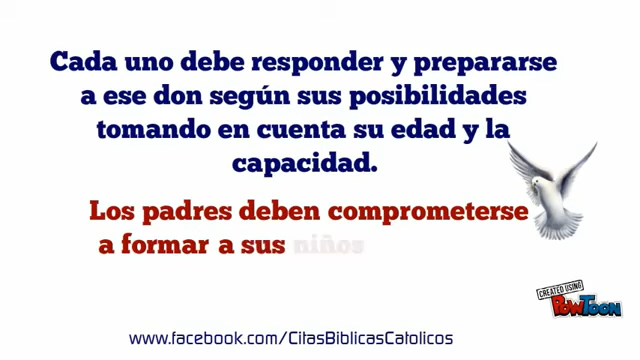 Cada uno debe responder y prepararse
a ese don según sus posibilidades
tomando en cuenta su edad y la
capacidad.
Los padres deben comprometerse
a formar a sus niños
CREATED USING
POWTOON
www.facebook.com/CitasBiblicasCatolicos